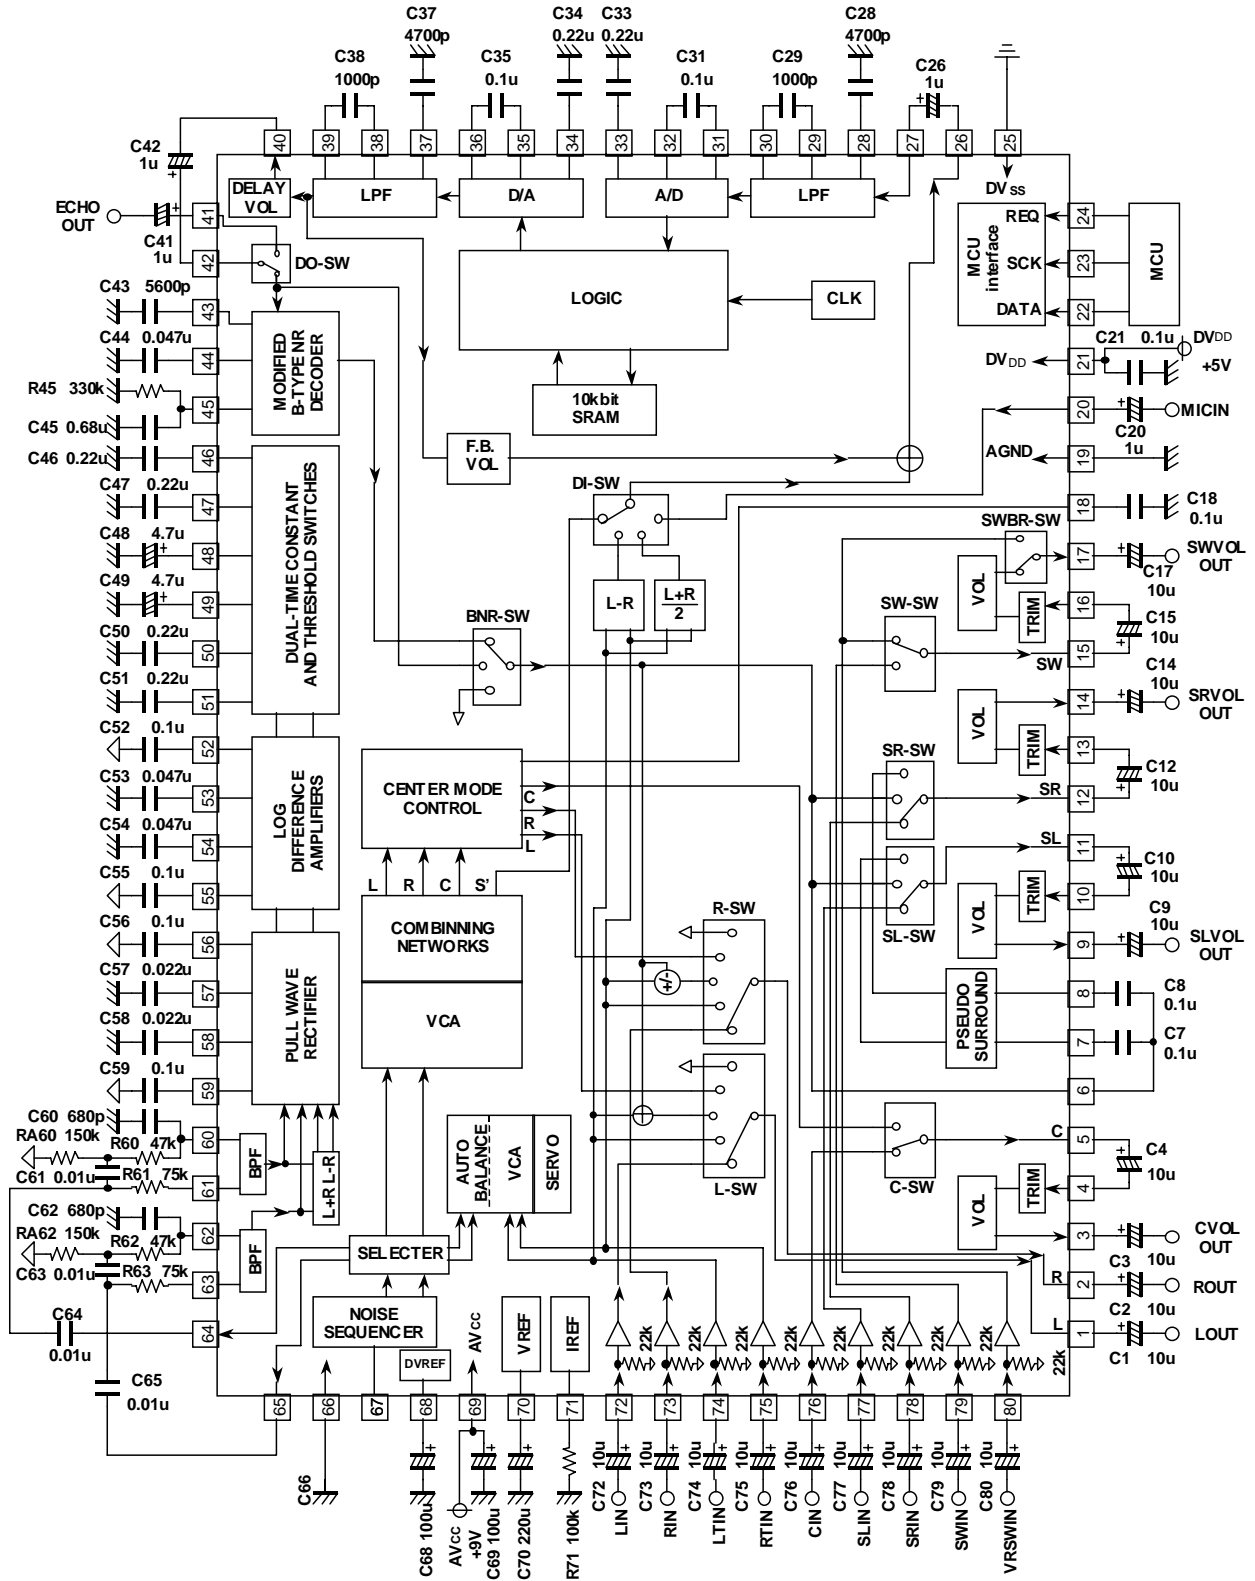 C37
4700p
C34
0.22u
C33
0.22u
C28
4700p
C38
1000p
C35
0.1u
C31
0.1u
C29
1000p
C26
1u
+
C42
1u
+
40
39
38
37
36
35
34
33
32
31
30
29
28
27
26
25
DELAY
VOL
LPF
D/A
A/D
LPF
DVSS
ECHO
OUT
+
C41
1u
41
42
DO-SW
REQ
24
SCK
23
DATA
22
MCU
interface
MCU
LOGIC
CLK
10kbit
SRAM
C43 5600p
43
C44 0.047u
44
R45 330k
45
C45 0.68u
C46 0.22u
46
MODIFIED
B-TYPE NR
DECODER
DVDD
21
C21 0.1u
DVDD
+5V
20
+
MICIN
C20
1u
AGND
19
18
C18
0.1u
F.B.
VOL
DI-SW
L-R
L+R
2
BNR-SW
C47 0.22u
47
C48 4.7u
+
48
C49 4.7u
+
49
C50 0.22u
50
C51 0.22u
51
DUAL-TIME CONSTANT
AND THRESHOLD SWITCHES
SWBR-SW
17
+
SWVOL
OUT
C17
10u
VOL
TRIM
16
C15
10u
+
15
SW
SW-SW
C14
10u
14
+
SRVOL
OUT
VOL
TRIM
13
C12
10u
+
SR
12
SR-SW
C52 0.1u
52
C53 0.047u
53
C54 0.047u
54
C55 0.1u
55
LOG
DIFFERENCE
AMPLIFIERS
CENTER MODE
CONTROL
C
R
L
L R C S'
COMBINNING
NETWORKS
VCA
SL
11
C10
10u
+
10
TRIM
VOL
SL-SW
C9
10u
9
+
SLVOL
OUT
C56 0.1u
56
C57 0.022u
57
C58 0.022u
58
C59 0.1u
59
PULL WAVE
RECTIFIER
R-SW
+/-
L-SW
PSEUDO
SURROUND
8
C8
0.1u
7
C7
0.1u
6
C60 680p
60
RA60 150k
R60 47k
C61 0.01u
R61 75k
61
BPF
L+R L-R
C62 680p
62
RA62 150k
R62 47k
C63 0.01u
R63 75k
63
BPF
AUTO
BALANCE
VCA
SERVO
SELECTER
C
5
C4
10u
+
4
TRIM
VOL
C-SW
3
+
CVOL
OUT
10u
C3
R
2
+
ROUT
10u
C2
L
1
+
LOUT
C1 10u
C64
0.01u
64
NOISE
SEQUENCER
DVREF
AVCC
VREF
IREF
22k
22k
22k
22k
22k
22k
22k
22k
22k
C65
0.01u
65
66
67
68
69
70
71
72
73
74
75
76
77
78
79
80
C66
+
C68 100u
AVCC
+9V
+
C69 100u
+
C70 220u
R71 100k
C72 10u +
LIN
C73 10u +
RIN
C74 10u +
LTIN
C75 10u +
RTIN
C76 10u +
CIN
C77 10u +
SLIN
C78 10u +
SRIN
C79 10u +
SWIN
C80 10u +
VRSWIN